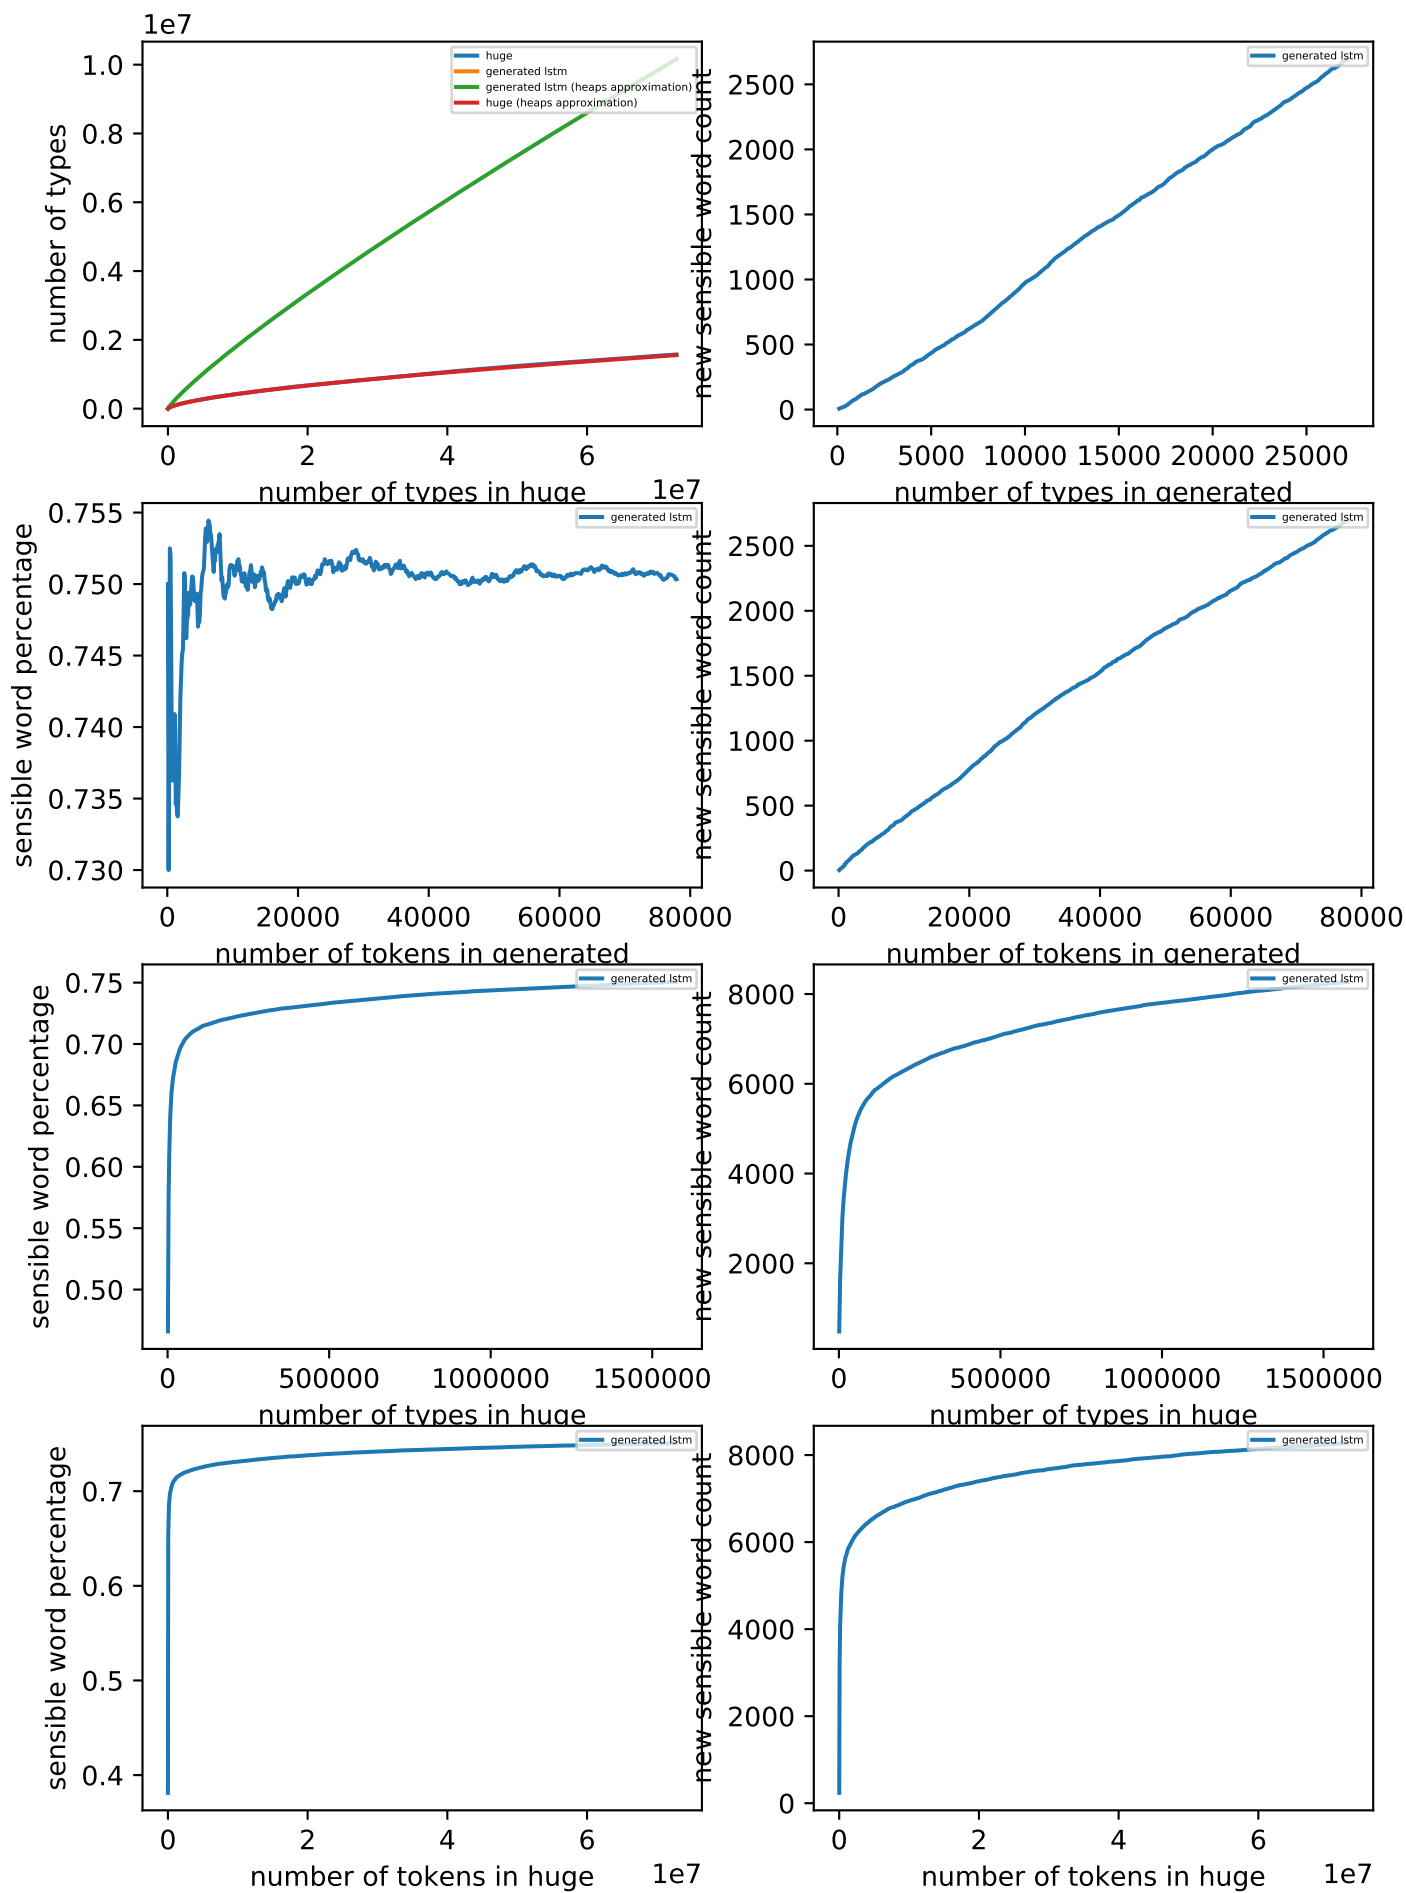 1e7
1.0
0.8
0.6
0.4
0.2
0.0
number of types
huge
generated lstm
generated lstm (heaps approximation)
huge (heaps approximation)
0 2 4 6
number of types in huge
1e7
2500
2000
1500
1000
500
0
new sensible word count
generated lstm
0 5000 10000 15000 20000 25000
number of types in generated
0.755
0.750
0.745
0.740
0.735
0.730
sensible word percentage
generated lstm
0 20000 40000 60000 80000
number of tokens in generated
2500
2000
1500
1000
500
0
new sensible word count
generated lstm
0 20000 40000 60000 80000
number of tokens in generated
0.75
0.70
0.65
0.60
0.55
0.50
sensible word percentage
generated lstm
0 500000 1000000 1500000
number of types in huge
8000
6000
4000
2000
new sensible word count
generated lstm
0 500000 1000000 1500000
number of types in huge
0.7
0.6
0.5
0.4
sensible word percentage
generated lstm
0 2 4 6
number of tokens in huge
1e7
8000
6000
4000
2000
0
new sensible word count
generated lstm
0 2 4 6
number of tokens in huge
1e7